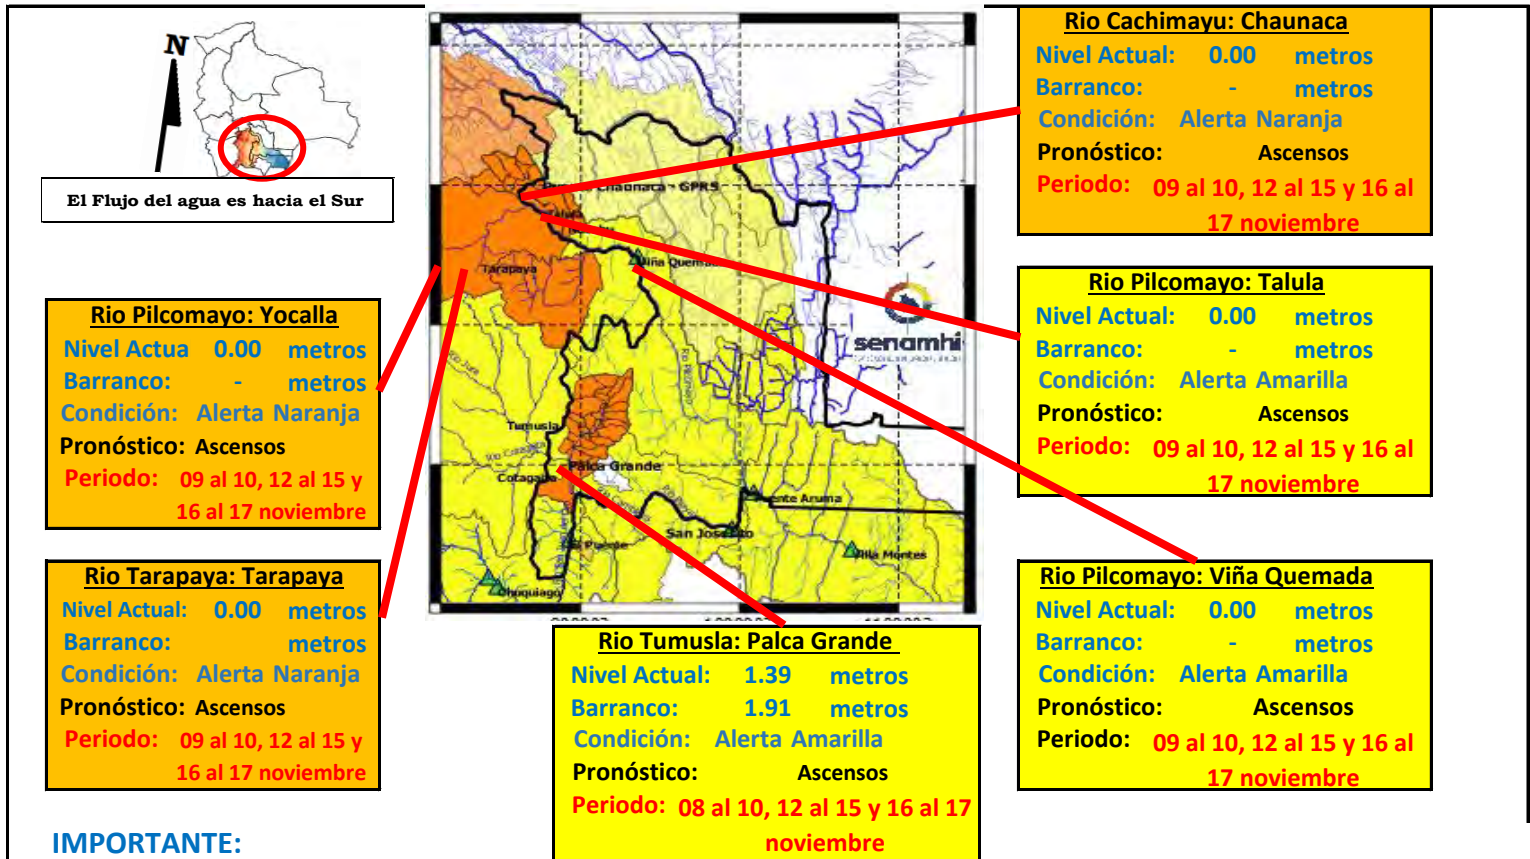 N
El Flujo del agua es hacia el Sur
Rio Pilcomayo: Yocalla
Nivel Actua 0.00 metros
Barranco: - metros
Condición: Alerta Naranja
Pronóstico: Ascensos
Periodo: 09 al 10, 12 al 15 y
16 al 17 noviembre
Rio Tarapaya: Tarapaya
Nivel Actual: 0.00 metros
Barranco: metros
Condición: Alerta Naranja
Pronóstico: Ascensos
Periodo: 09 al 10, 12 al 15 y
16 al 17 noviembre
IMPORTANTE:
Chaunaca - GPRS
Viña Quemada
Tarapaya
senamhi
Tumusla
Palca Grande
Cotagaita
Puente Aruma
San Josecito
El Puente
Villa Montes
Chuquiago
Rio Tumusla: Palca Grande
Nivel Actual: 1.39 metros
Barranco: 1.91 metros
Condición: Alerta Amarilla
Pronóstico: Ascensos
Periodo: 08 al 10, 12 al 15 y 16 al 17
noviembre
Rio Cachimayu: Chaunaca
Nivel Actual: 0.00 metros
Barranco: - metros
Condición: Alerta Naranja
Pronóstico: Ascensos
Periodo: 09 al 10, 12 al 15 y 16 al
17 noviembre
Rio Pilcomayo: Talula
Nivel Actual: 0.00 metros
Barranco: - metros
Condición: Alerta Amarilla
Pronóstico: Ascensos
Periodo: 09 al 10, 12 al 15 y 16 al
17 noviembre
Rio Pilcomayo: Viña Quemada
Nivel Actual: 0.00 metros
Barranco: - metros
Condición: Alerta Amarilla
Pronóstico: Ascensos
Periodo: 09 al 10, 12 al 15 y 16 al
17 noviembre